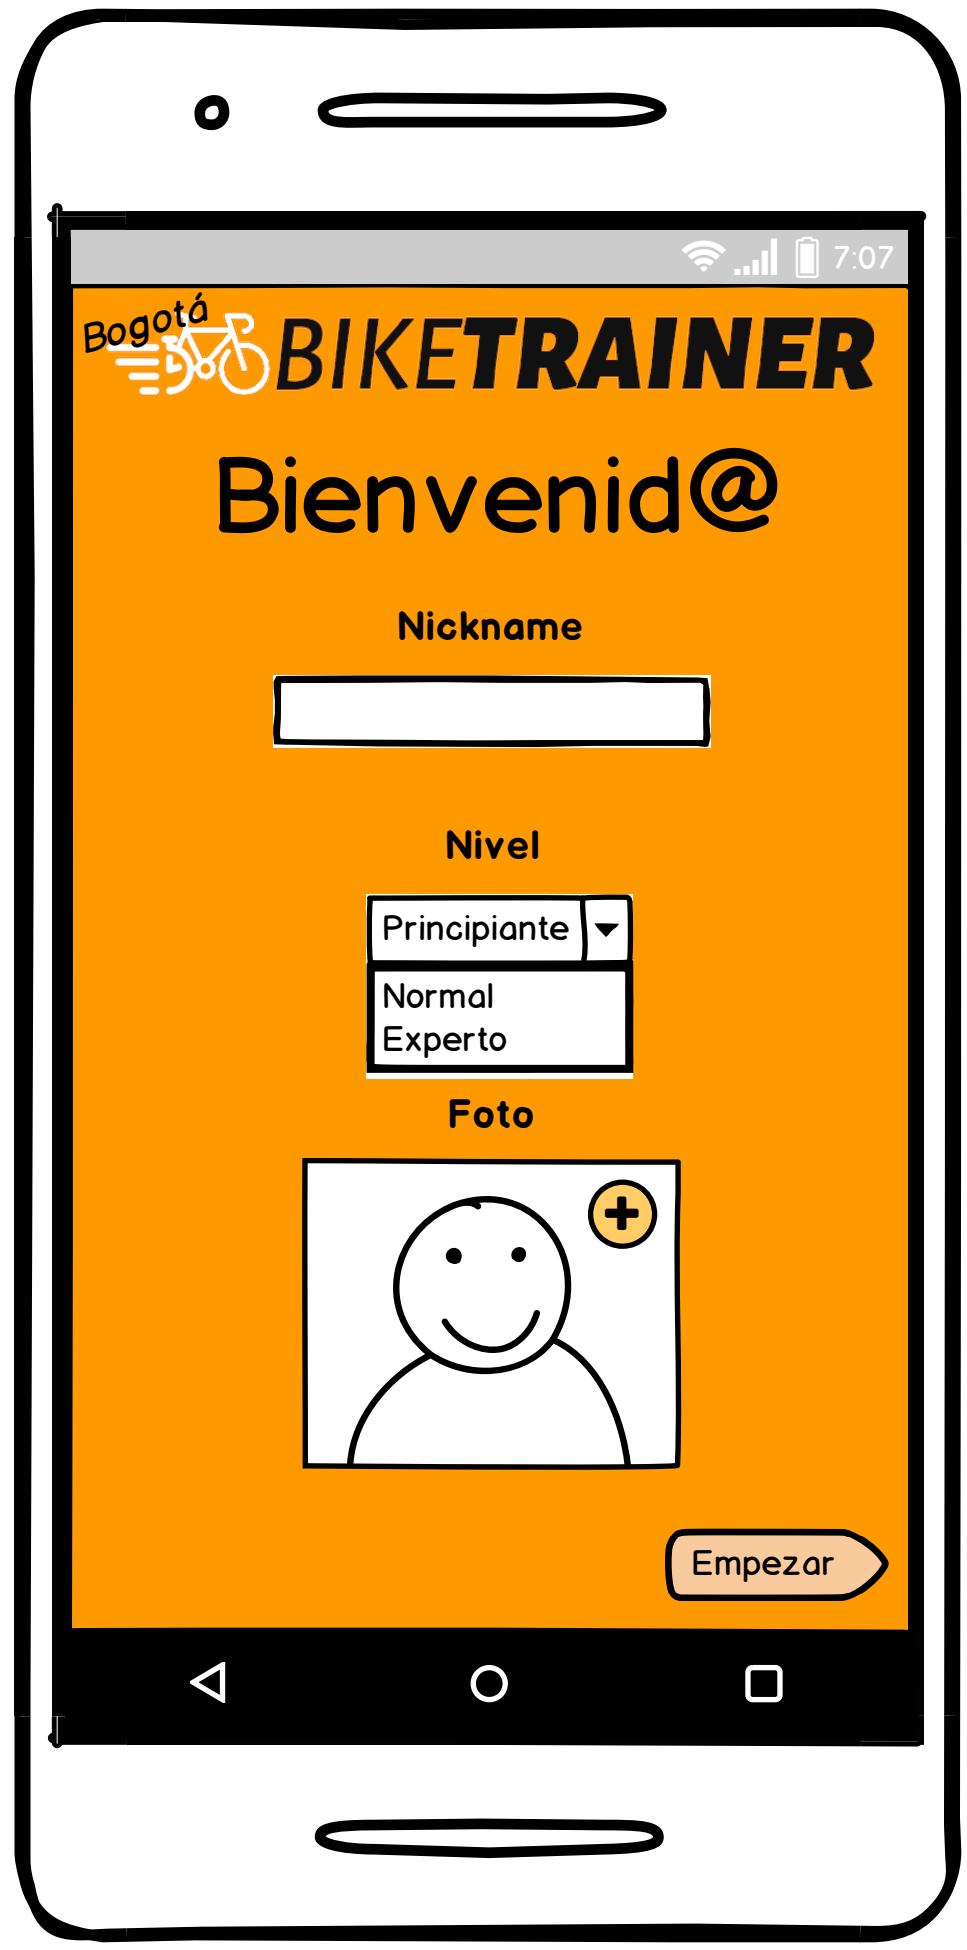 7:07
Bogotá
BIKETRAINER
Bienvenid@
Nickname
Nivel
Principiante
Normal
Experto
Foto
Empezar